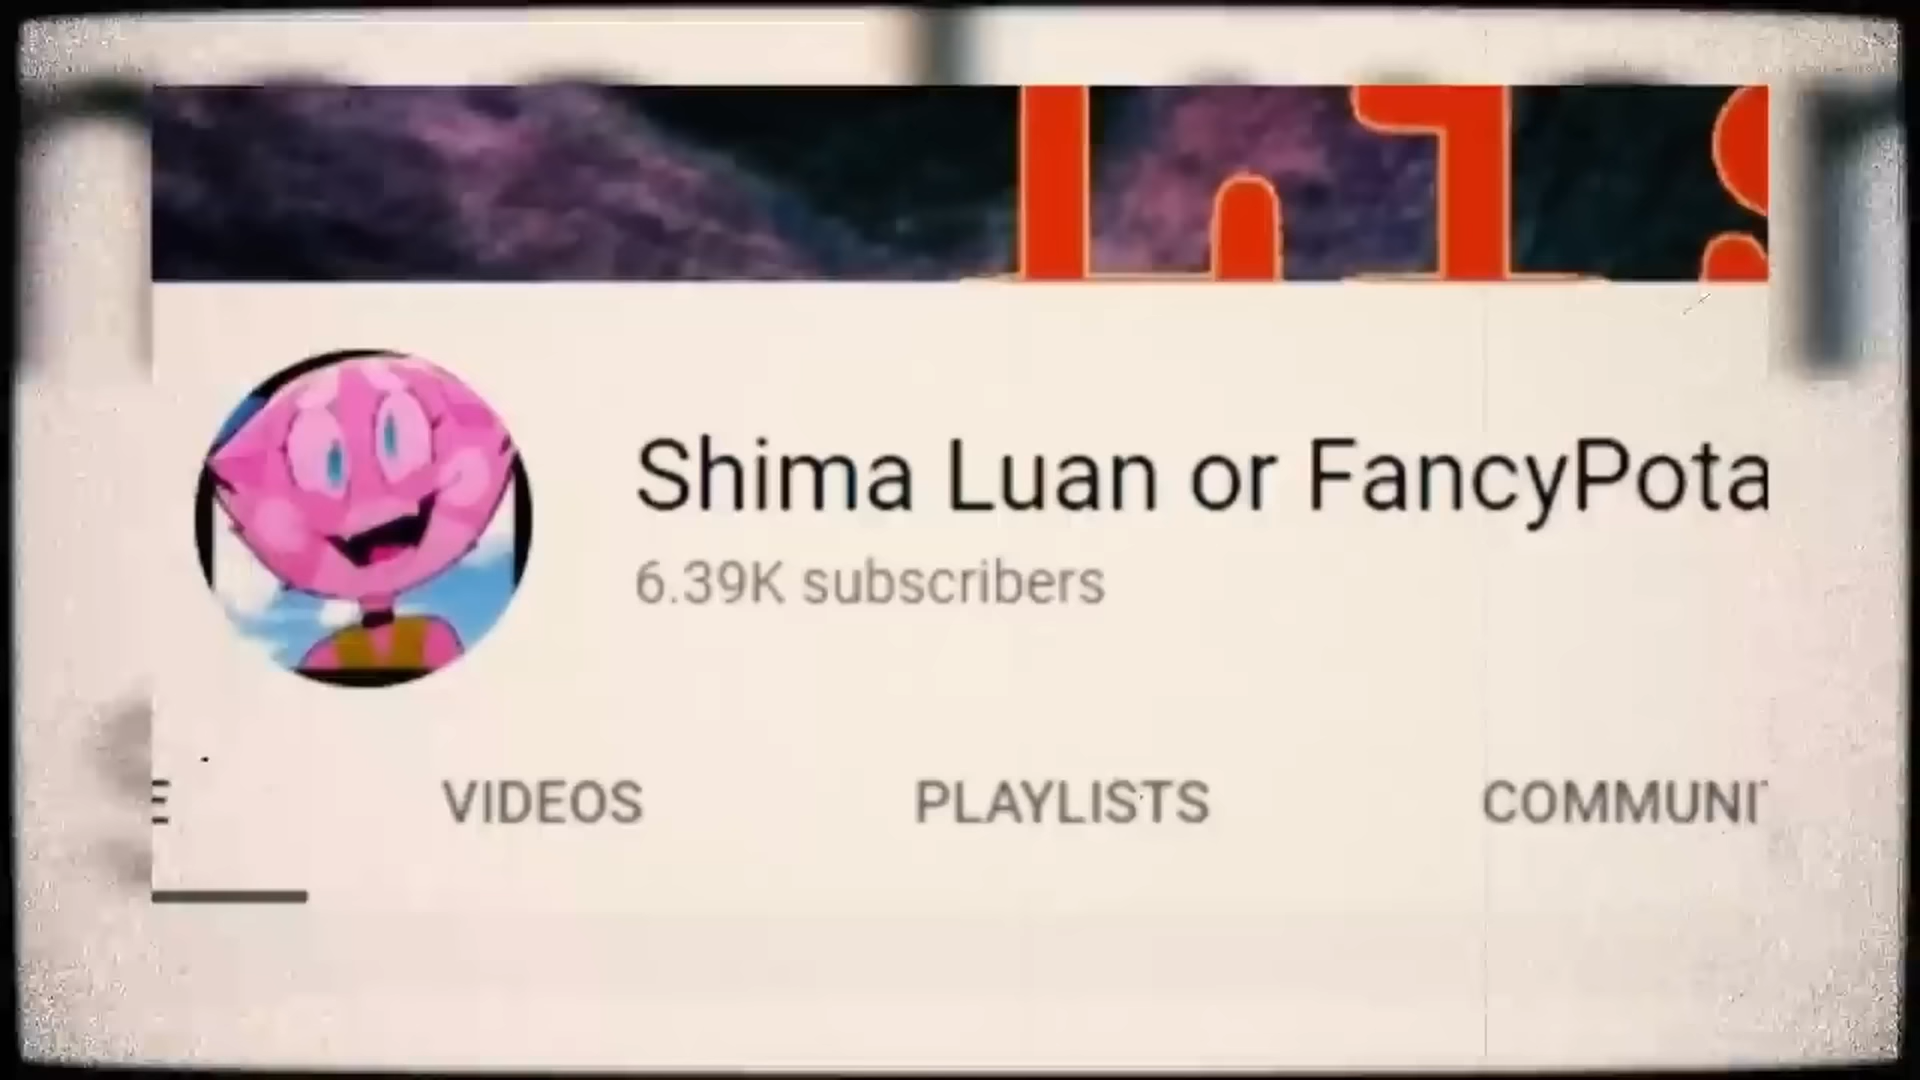 Shima Luan or FancyPota
6.39K subscribers
E VIDEOS PLAYLISTS COMMUNI